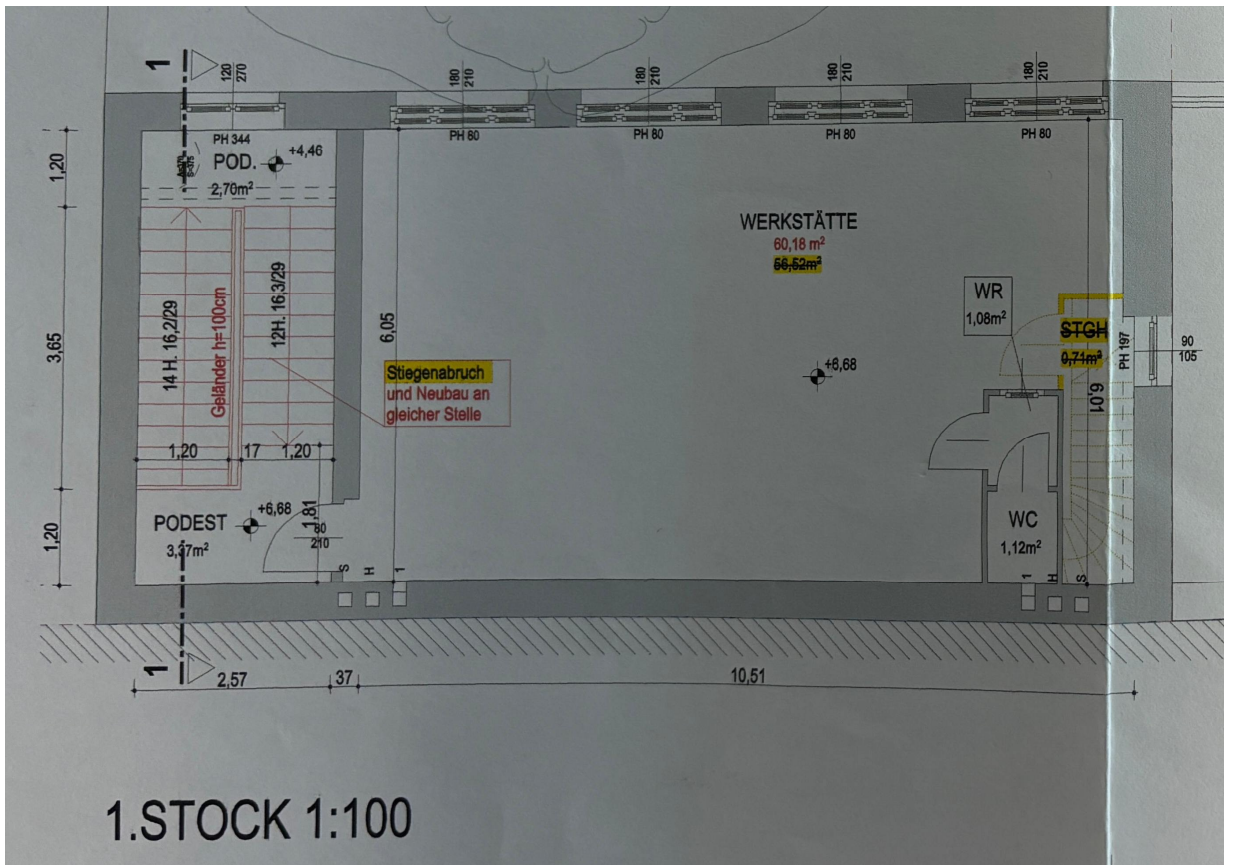 1
120
270
180
210
180
210
180
210
180
210
PH 344
PH 80
PH 80
PH 80
PH 80
POD.
+4,46
2,70m²
1,20
3,65
1,20
14 H. 16,2/29
Geländer h=100cm
12H. 16,3/29
6,05
WERKSTÄTTE
60,18 m²
56,52m²
WR
1,08m²
STGH
0,71m²
PH 197
90
105
+6,68
6,01
Stiegenabruch
und Neubau an
gleicher Stelle
1,20
17
1,20
1,81
PODEST
+6,68
3,37m²
80
210
WC
1,12m²
S
H
1
1
H
S
1
2,57
37
10,51
1.STOCK 1:100